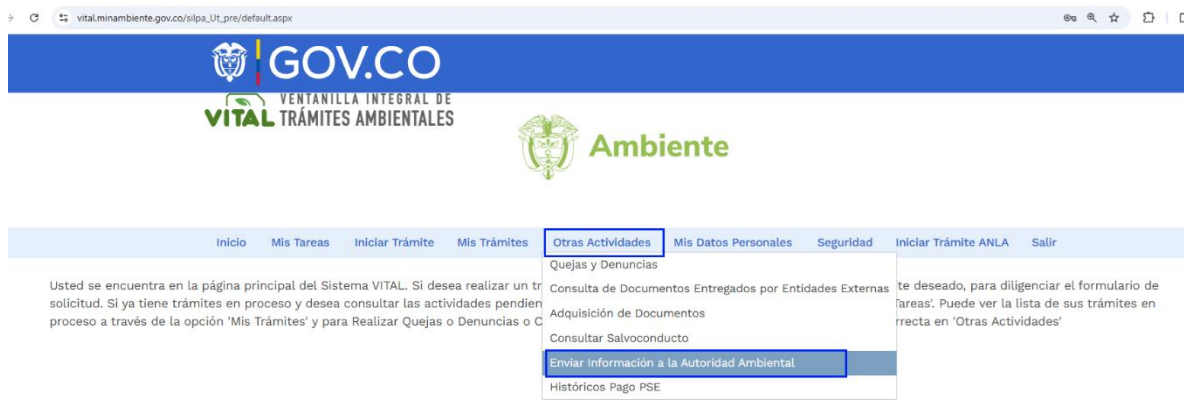 vital.minambiente.gov.co/silpa_Ut_pre/default.aspx
GOV.CO
VITAL
VENTANILLA INTEGRAL DE
TRÁMITES AMBIENTALES
Ambiente
Inicio Mis Tareas Iniciar Trámite Mis Trámites Otras Actividades Mis Datos Personales Seguridad Iniciar Trámite ANLA Salir
Quejas y Denuncias
Consulta de Documentos Entregados por Entidades Externas
Adquisición de Documentos
Consultar Salvoconducto
Enviar Información a la Autoridad Ambiental
Históricos Pago PSE
Usted se encuentra en la página principal del Sistema VITAL. Si desea realizar un tr te deseado, para diligenciar el formulario de
solicitud. Si ya tiene trámites en proceso y desea consultar las actividades pendien Tareas'. Puede ver la lista de sus trámites en
proceso a través de la opción 'Mis Trámites' y para Realizar Quejas o Denuncias o C rrecta en 'Otras Actividades'